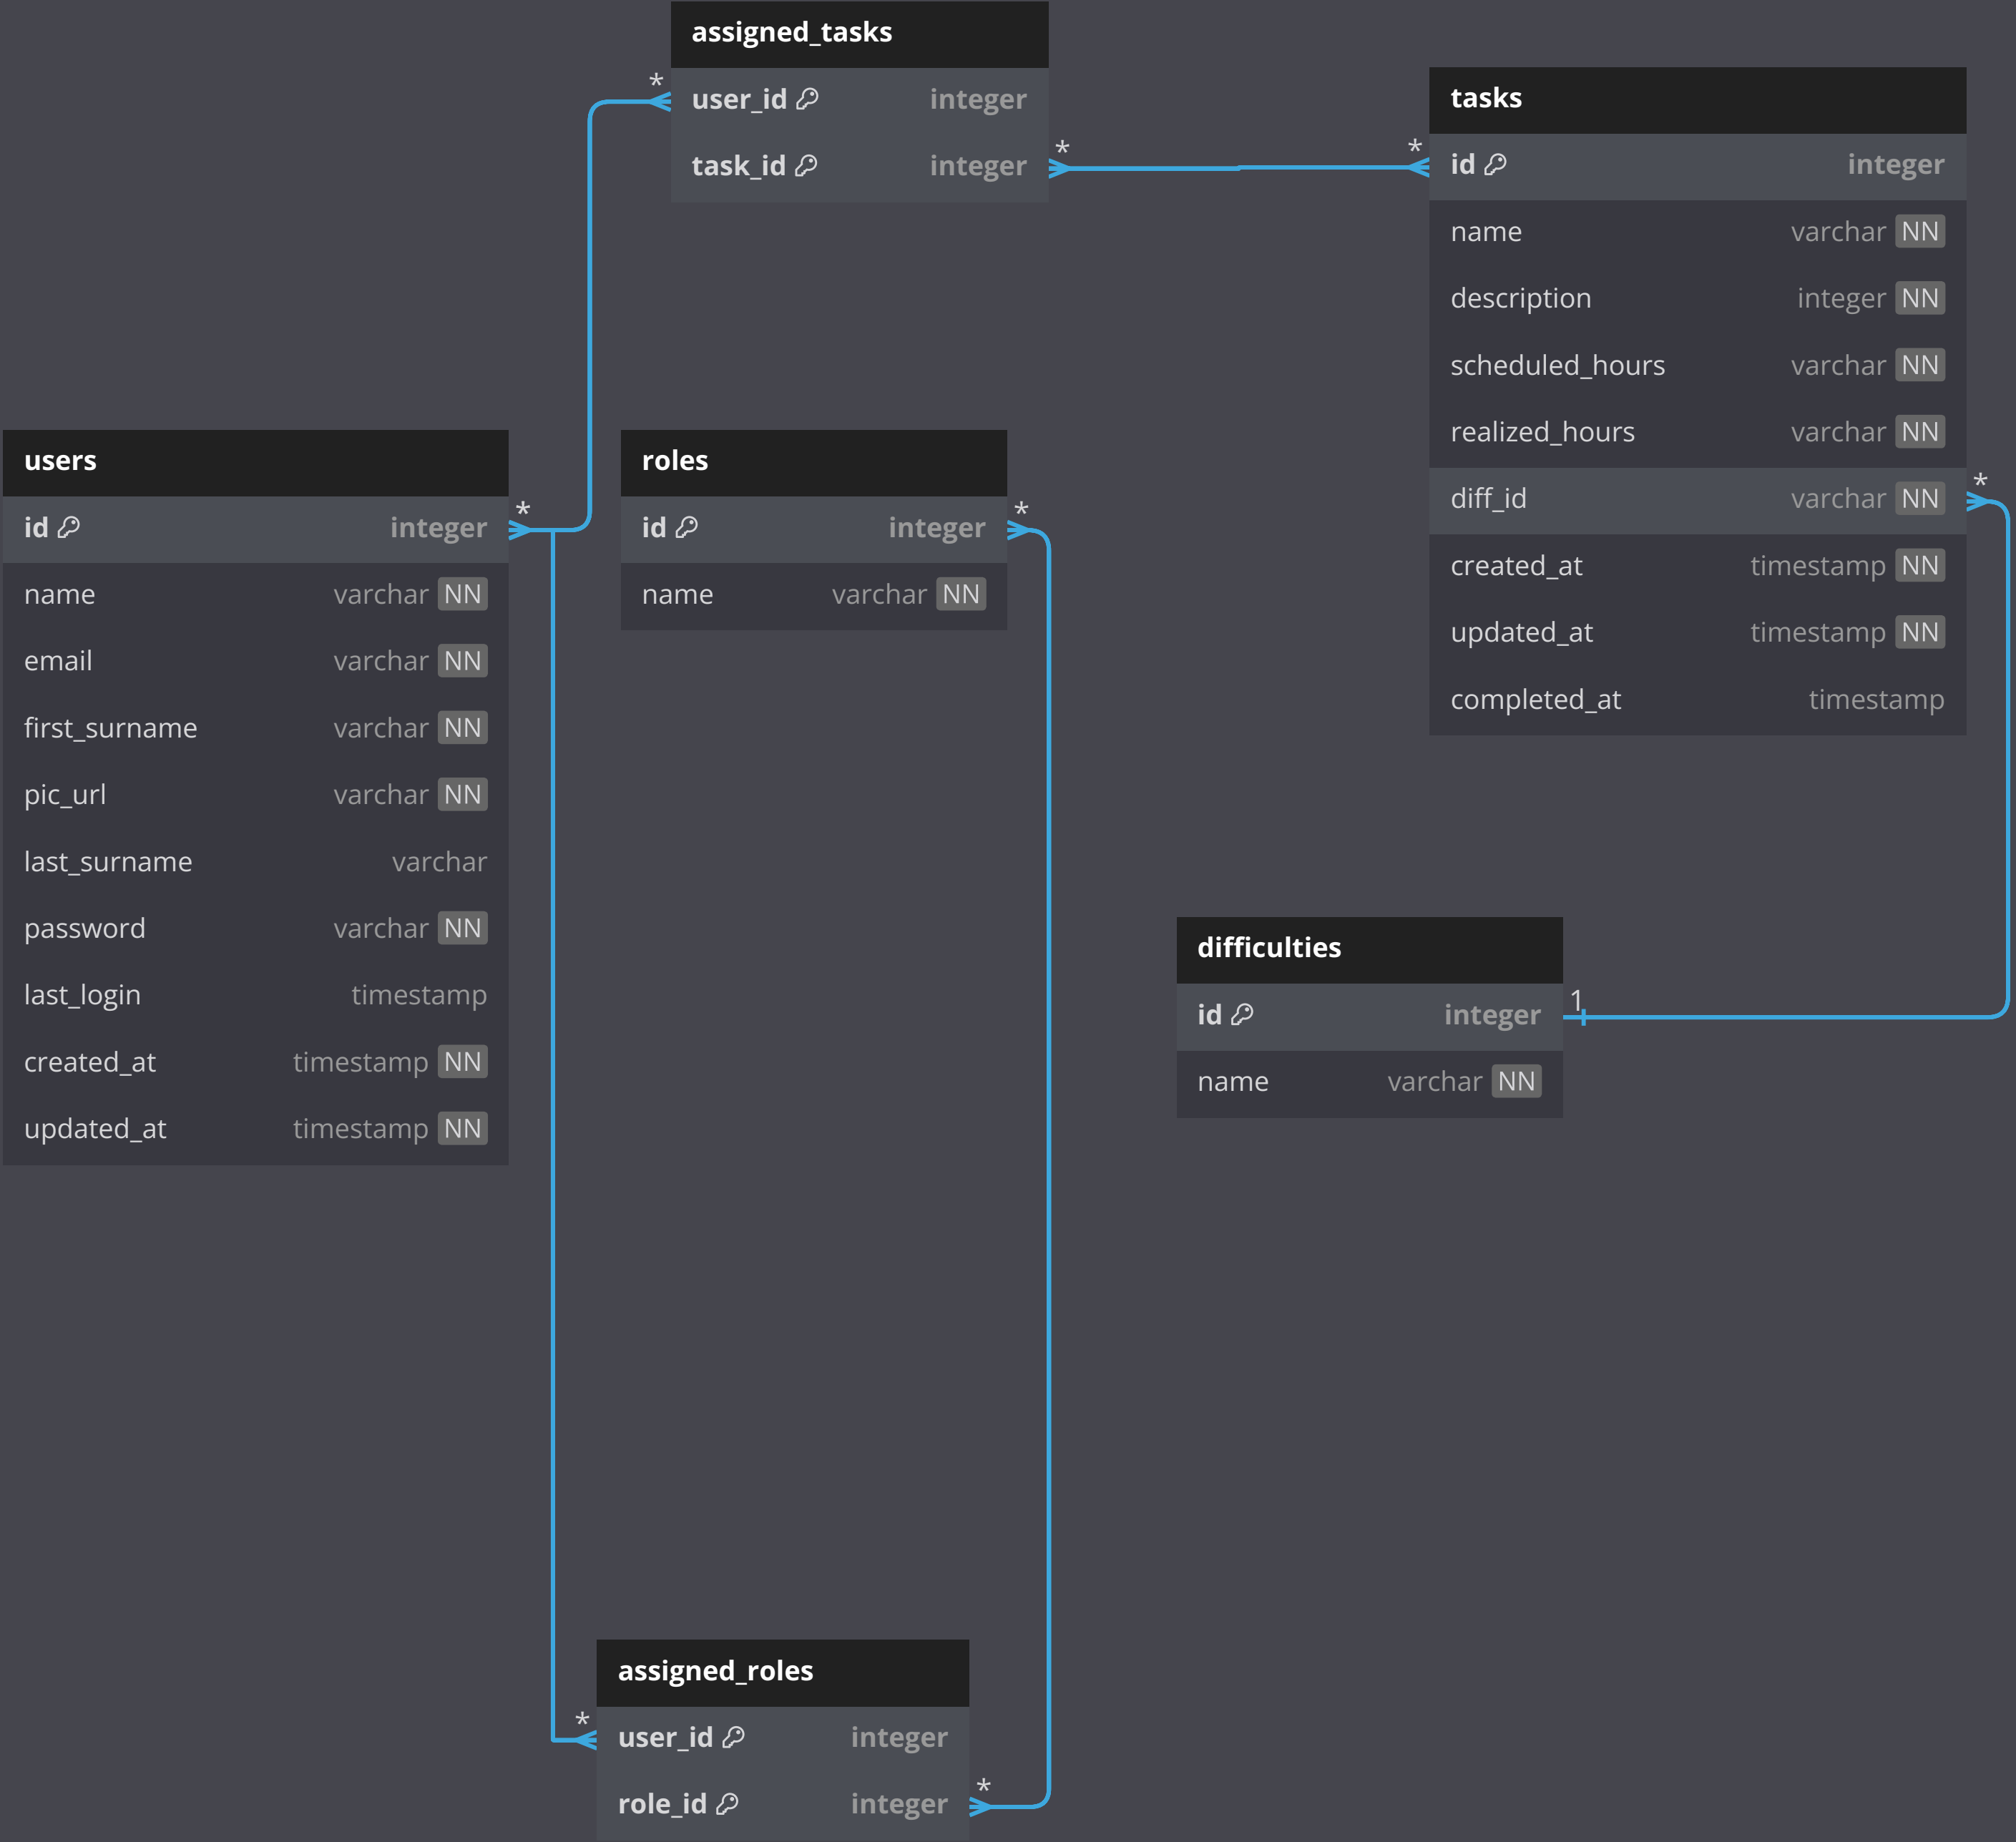 assigned_tasks
user_id integer
task_id integer
*
*
*
tasks
id integer
name varchar NN
description integer NN
scheduled_hours varchar NN
realized_hours varchar NN
diff_id varchar NN
created_at timestamp NN
updated_at timestamp NN
completed_at timestamp
*
users
id integer
name varchar NN
email varchar NN
first_surname varchar NN
pic_url varchar NN
last_surname varchar
password varchar NN
last_login timestamp
created_at timestamp NN
updated_at timestamp NN
*
roles
id integer
name varchar NN
*
difficulties
id integer
name varchar NN
1
assigned_roles
user_id integer
role_id integer
*
*